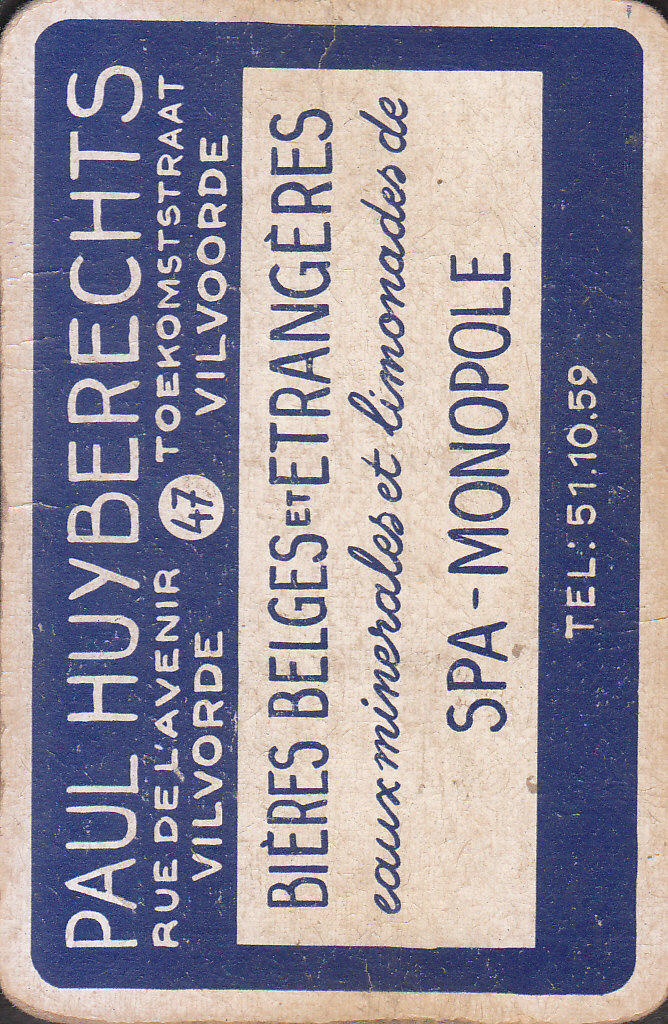 PAUL HUYBERECHTS
RUE DE L'AVENIR 47 TOEKOMSTSTRAAT
VILVORDE VILVOORDE
BIÈRES BELGES ET ETRANGÈRES
eaux minerales et limonades de
SPA-MONOPOLE
TEL: 51.10.59